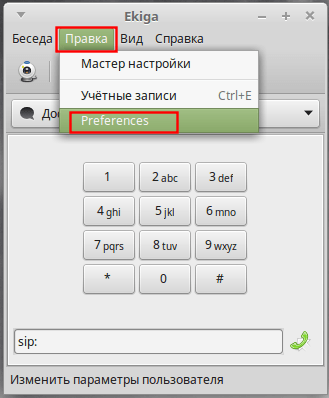 Ekiga
Беседа Правка Вид Справка
Мастер настройки
Учётные записи Ctrl+E
Preferences
До
1 2 abc 3 def
4 ghi 5 jkl 6 mno
7 pqrs 8 tuv 9 wxyz
* 0 #
sip:
Изменить параметры пользователя